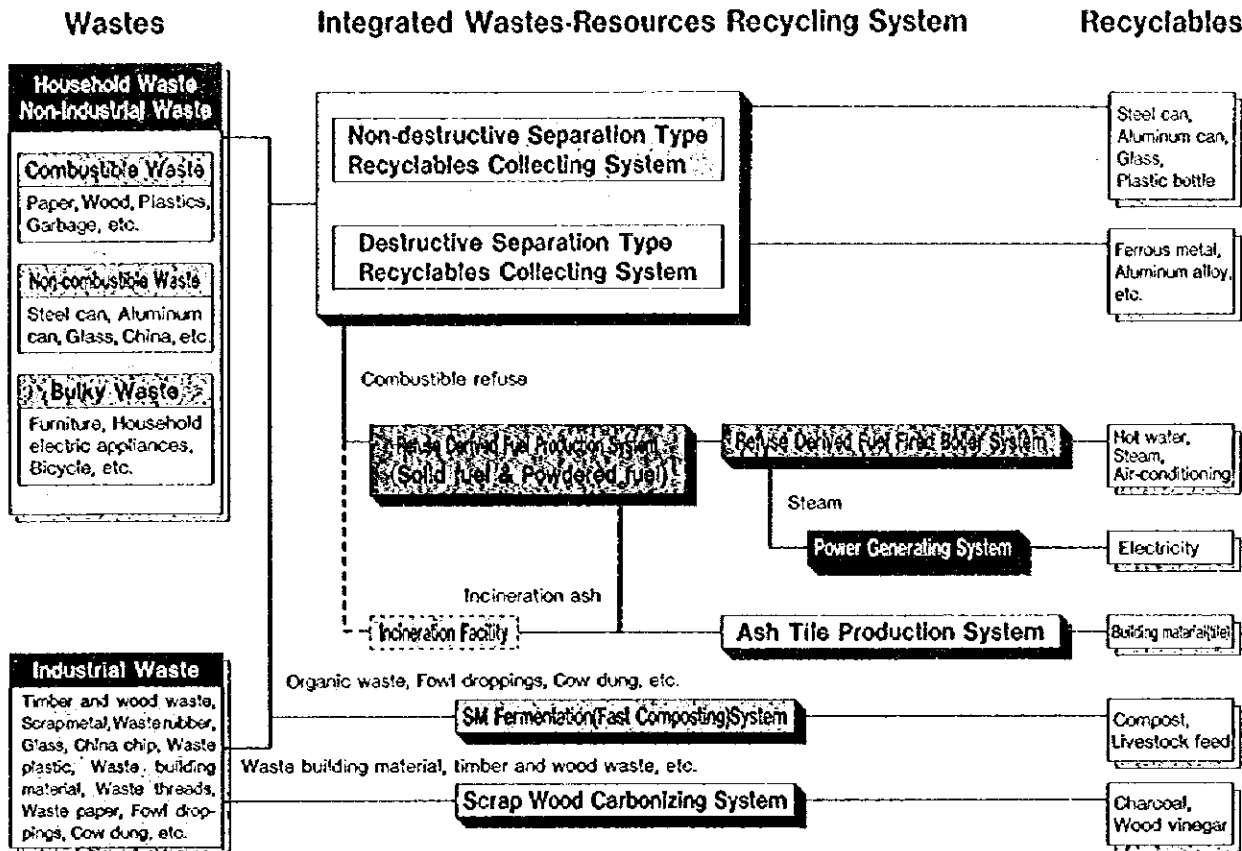 Wastes
Integrated Wastes-Resources Recycling System
Recyclables
Household Waste
Non-Industrial Waste
Combustible Waste
Paper, Wood, Plastics,
Garbage, etc.
Non-combustible Waste
Steel can, Aluminum
can, Glass, China, etc.
Bulky Waste
Furniture, Household
electric appliances,
Bicycle, etc.
Industrial Waste
Timber and wood waste,
Scrap metal, Waste rubber,
Glass, China chip, Waste
plastic, Waste building
material, Waste threads,
Waste paper, Fowl drop-
pings, Cow dung, etc.
Non-destructive Separation Type
Recyclables Collecting System
Destructive Separation Type
Recyclables Collecting System
Combustible refuse
Refuse Derived Fuel Production System
(Solid fuel & Powdered fuel)
Refuse Derived Fuel Fired Boiler System
Steam
Power Generating System
Incineration ash
Incineration Facility
Ash Tile Production System
Organic waste, Fowl droppings, Cow dung, etc.
SM Fermentation(Fast Composting)System
Waste building material, timber and wood waste, etc.
Scrap Wood Carbonizing System
Steel can,
Aluminum can,
Glass,
Plastic bottle
Ferrous metal,
Aluminum alloy,
etc.
Hot water,
Steam,
Air-conditioning
Electricity
Building material(tile)
Compost,
Livestock feed
Charcoal,
Wood vinegar